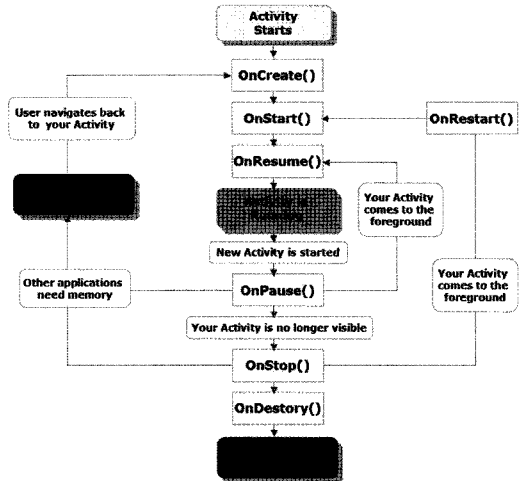 Activity
Starts
OnCreate()
User navigates back
to your Activity
OnStart()
OnRestart()
OnResume()
Your Activity
comes to the
foreground
New Activity is started
Other applications
need memory
OnPause()
Your Activity
comes to the
foreground
Your Activity is no longer visible
OnStop()
OnDestory()